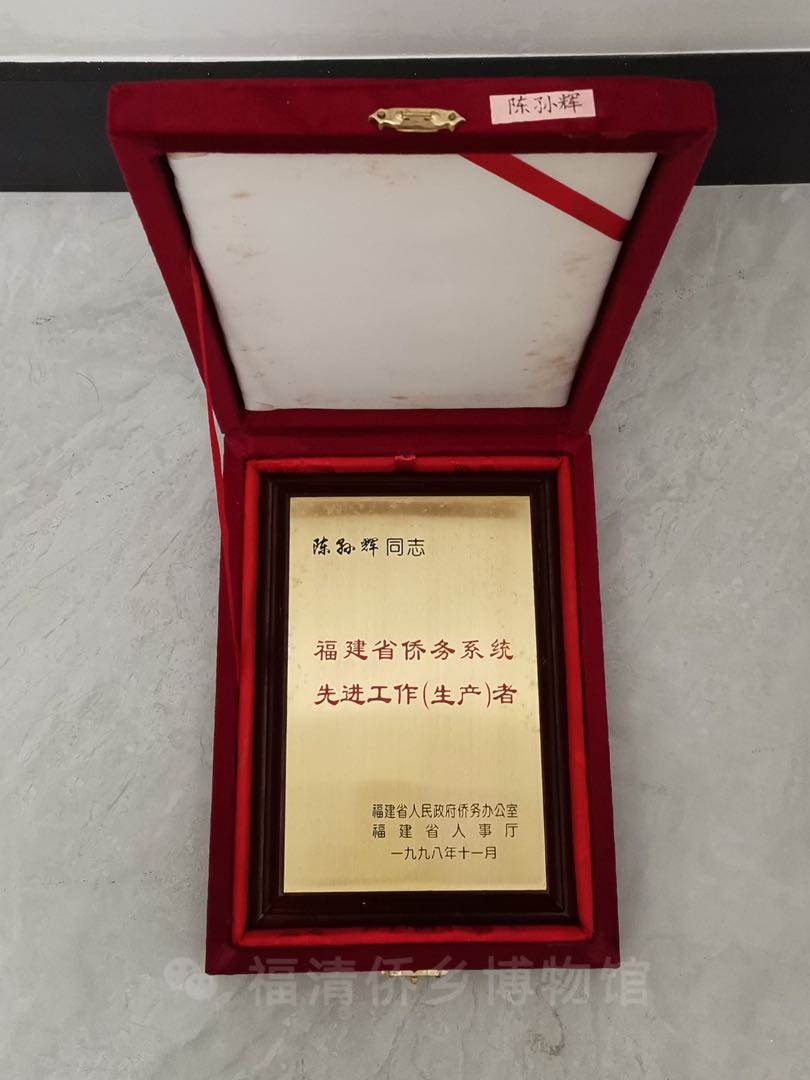 陈孙辉
陈孙辉同志
福建省侨务系统
先进工作(生产)者
福建省人民政府侨务办公室
福建省人事厅
一九九八年十一月
福清侨乡博物馆